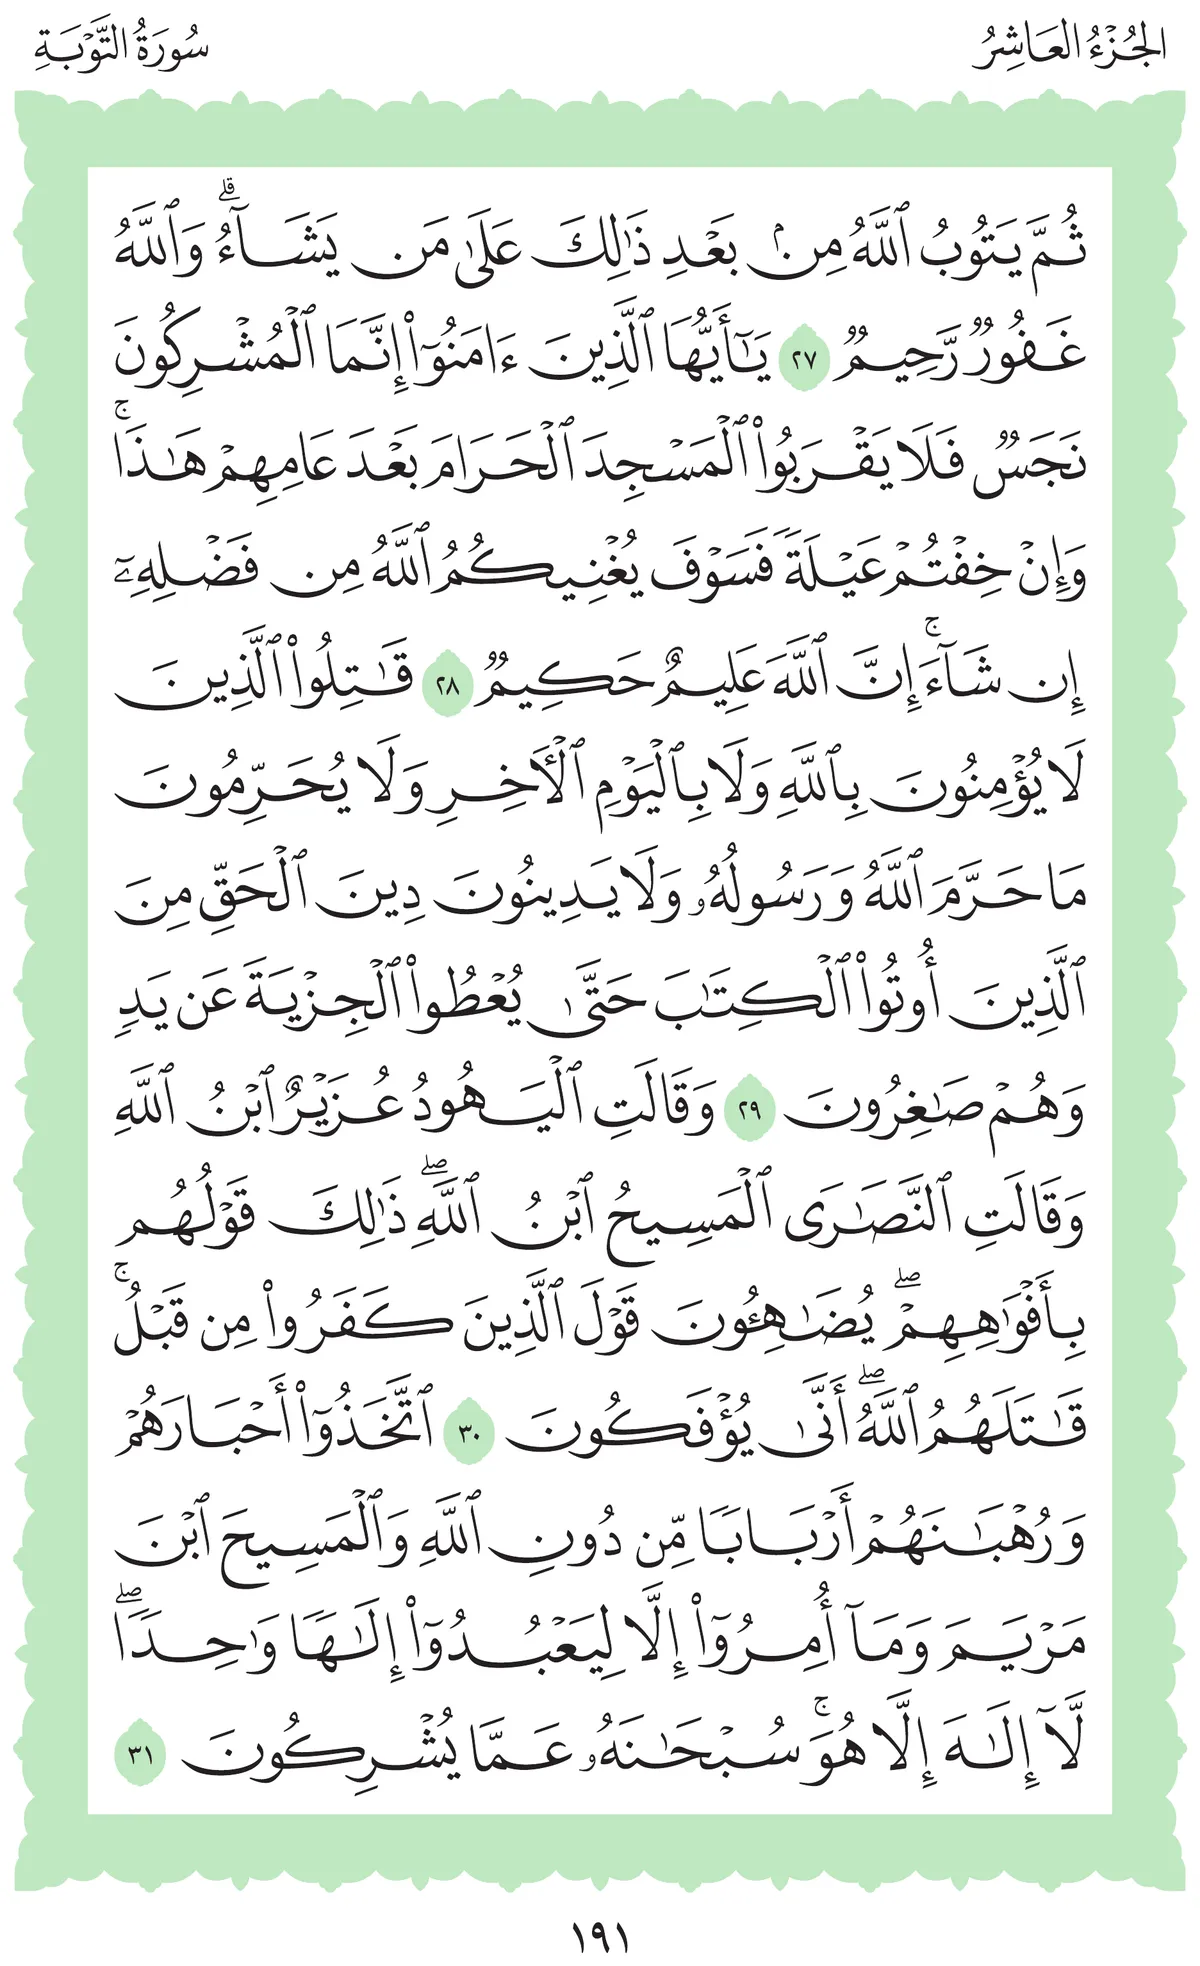 الجُزْءُ العَاشِرُ
سُورَةُ التَّوْبَةِ
ثُمَّ يَتُوبُ ٱللَّهُ مِنۢ بَعْدِ ذَٰلِكَ عَلَىٰ مَن يَشَآءُۗ وَٱللَّهُ
غَفُورٌ رَّحِيمٌ ٢٧ يَٰٓأَيُّهَا ٱلَّذِينَ ءَامَنُوٓا۟ إِنَّمَا ٱلْمُشْرِكُونَ
نَجَسٌ فَلَا يَقْرَبُوا۟ ٱلْمَسْجِدَ ٱلْحَرَامَ بَعْدَ عَامِهِمْ هَٰذَاۚ
وَإِنْ خِفْتُمْ عَيْلَةً فَسَوْفَ يُغْنِيكُمُ ٱللَّهُ مِن فَضْلِهِۦٓ
إِن شَآءَۚ إِنَّ ٱللَّهَ عَلِيمٌ حَكِيمٌ ٢٨ قَٰتِلُوا۟ ٱلَّذِينَ
لَا يُؤْمِنُونَ بِٱللَّهِ وَلَا بِٱلْيَوْمِ ٱلْءَاخِرِ وَلَا يُحَرِّمُونَ
مَا حَرَّمَ ٱللَّهُ وَرَسُولُهُۥ وَلَا يَدِينُونَ دِينَ ٱلْحَقِّ مِنَ
ٱلَّذِينَ أُوتُوا۟ ٱلْكِتَٰبَ حَتَّىٰ يُعْطُوا۟ ٱلْجِزْيَةَ عَن يَدٍ
وَهُمْ صَٰغِرُونَ ٢٩ وَقَالَتِ ٱلْيَهُودُ عُزَيْرٌ ٱبْنُ ٱللَّهِ
وَقَالَتِ ٱلنَّصَٰرَى ٱلْمَسِيحُ ٱبْنُ ٱللَّهِۖ ذَٰلِكَ قَوْلُهُم
بِأَفْوَٰهِهِمْۖ يُضَٰهِـُٔونَ قَوْلَ ٱلَّذِينَ كَفَرُوا۟ مِن قَبْلُۚ
قَٰتَلَهُمُ ٱللَّهُۖ أَنَّىٰ يُؤْفَكُونَ ٣٠ ٱتَّخَذُوٓا۟ أَحْبَارَهُمْ
وَرُهْبَٰنَهُمْ أَرْبَابًا مِّن دُونِ ٱللَّهِ وَٱلْمَسِيحَ ٱبْنَ
مَرْيَمَ وَمَآ أُمِرُوٓا۟ إِلَّا لِيَعْبُدُوٓا۟ إِلَٰهًا وَٰحِدًاۖ
لَّآ إِلَٰهَ إِلَّا هُوَۚ سُبْحَٰنَهُۥ عَمَّا يُشْرِكُونَ ٣١
١٩١